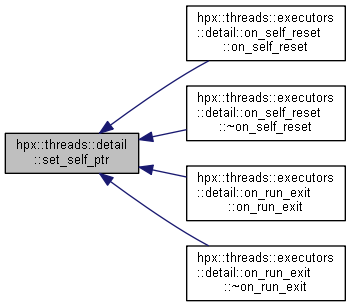 hpx::threads::executors
::detail::on_self_reset
::on_self_reset
hpx::threads::executors
::detail::on_self_reset
::~on_self_reset
hpx::threads::detail
::set_self_ptr
hpx::threads::executors
::detail::on_run_exit
::on_run_exit
hpx::threads::executors
::detail::on_run_exit
::~on_run_exit